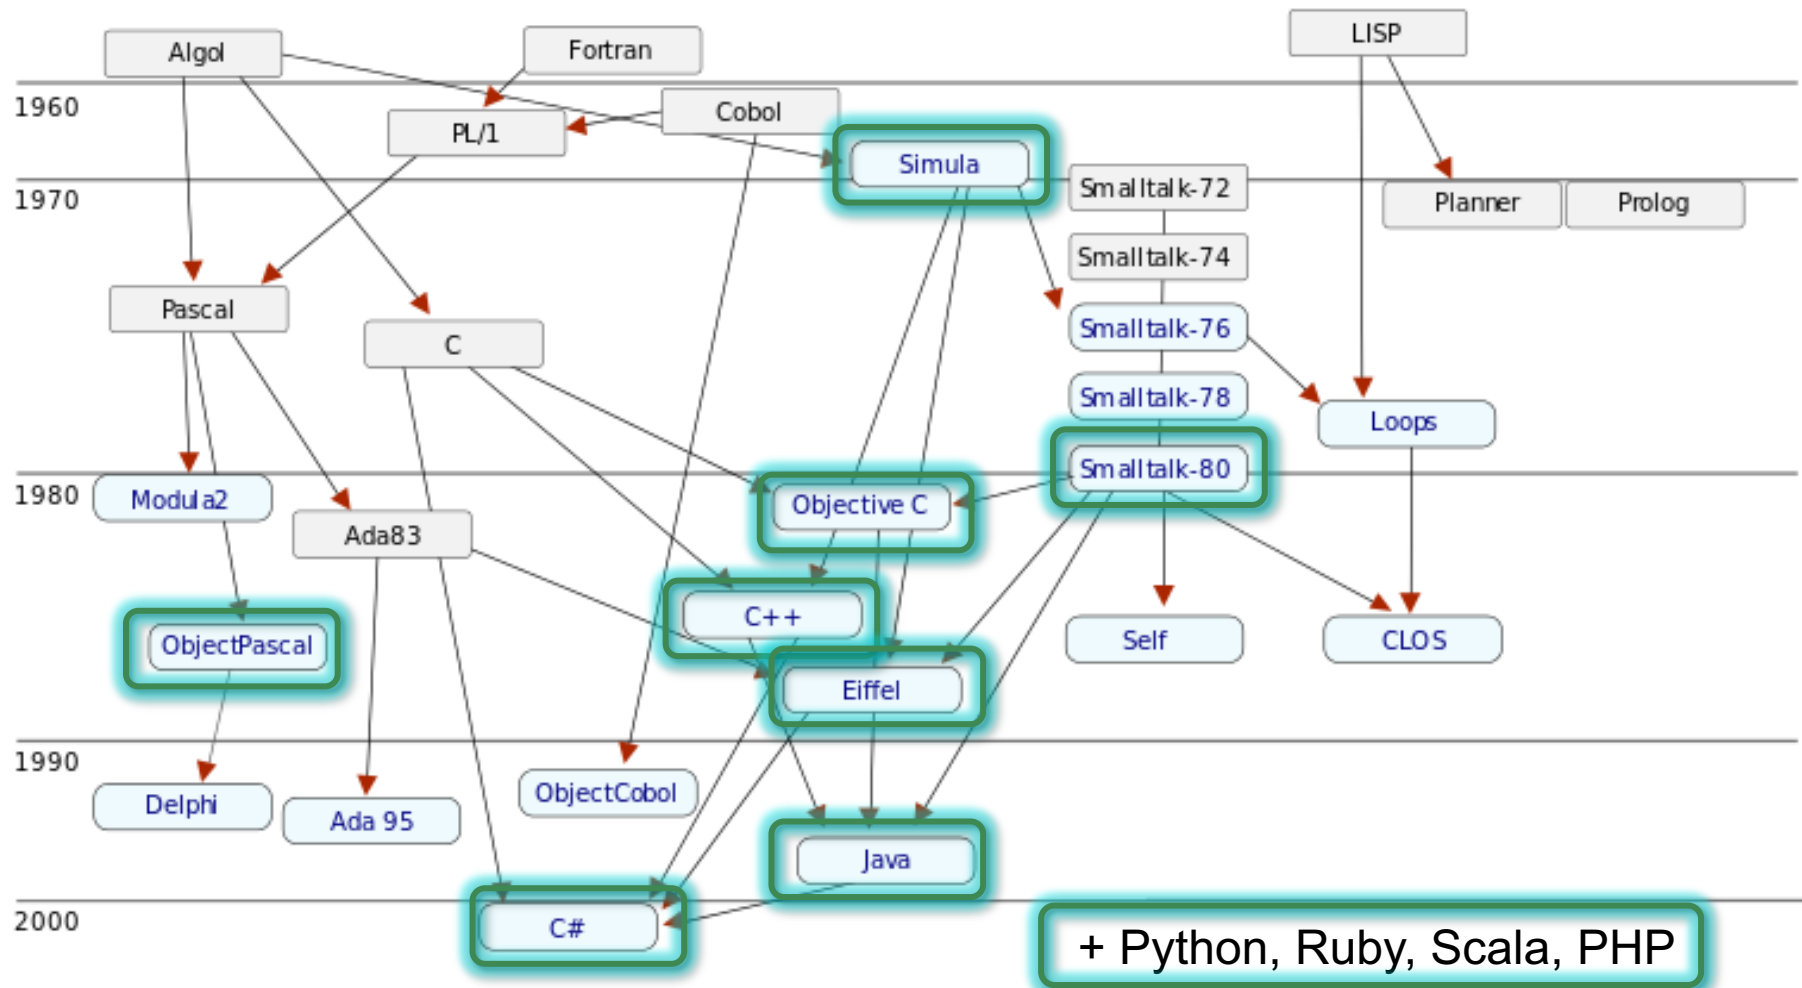 LISP
Algol
Fortran
1960
Cobol
PL/1
Simula
1970
Smalltalk-72
Planner
Prolog
Smalltalk-74
Pascal
Smalltalk-76
C
Smalltalk-78
Loops
Smalltalk-80
1980
Modula2
Objective C
Ada83
C++
ObjectPascal
Self
CLOS
Eiffel
1990
ObjectCobol
Delphi
Ada 95
Java
2000
C#
+ Python, Ruby, Scala, PHP